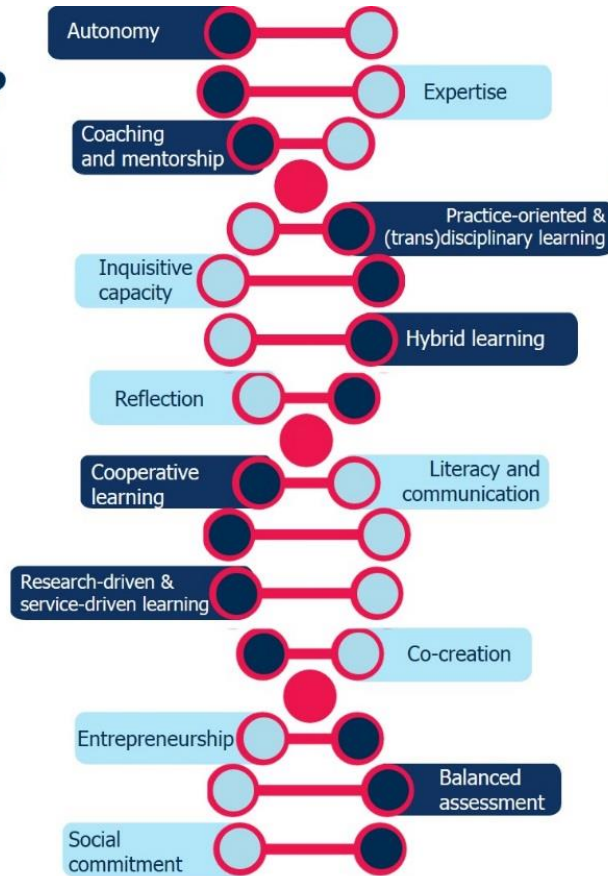 Autonomy
Expertise
Coaching
and mentorship
Practice-oriented &
(trans)disciplinary learning
Inquisitive
capacity
Hybrid learning
Reflection
Cooperative
learning
Literacy and
communication
Research-driven &
service-driven learning
Co-creation
Entrepreneurship
Balanced
assessment
Social
commitment